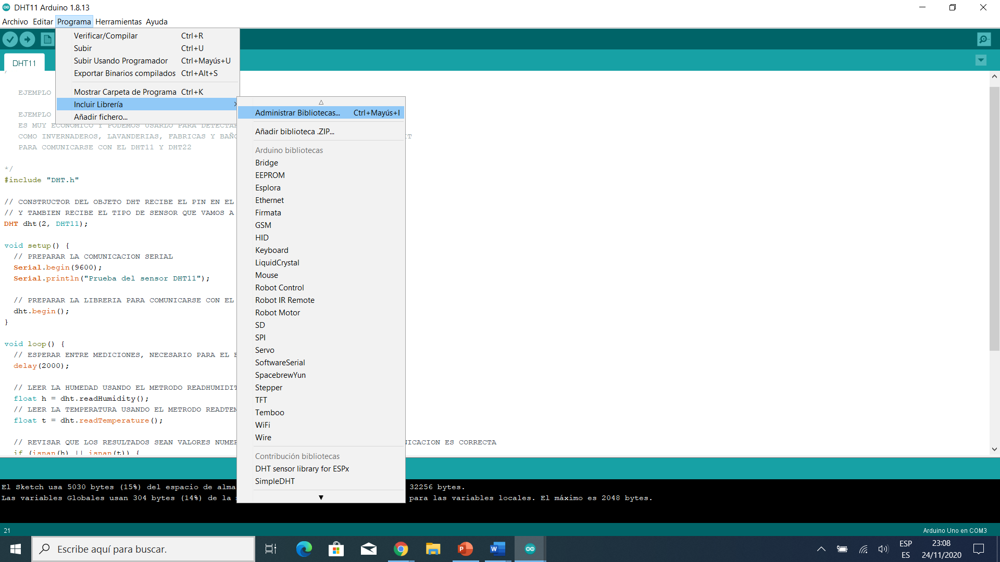 DHT11 Arduino 1.8.13
Archivo Editar Programa Herramientas Ayuda
Verificar/Compilar Ctrl+R
Subir Ctrl+U
Subir Usando Programador Ctrl+Mayús+U
Exportar Binarios compilados Ctrl+Alt+S
Mostrar Carpeta de Programa Ctrl+K
Incluir Librería
Añadir fichero...
Administrar Bibliotecas... Ctrl+Mayús+I
Añadir biblioteca .ZIP...
Arduino bibliotecas
Bridge
EEPROM
Esplora
Ethernet
Firmata
GSM
HID
Keyboard
LiquidCrystal
Mouse
Robot Control
Robot IR Remote
Robot Motor
SD
SPI
Servo
SoftwareSerial
SpacebrewYun
Stepper
TFT
Temboo
WiFi
Wire
Contribución bibliotecas
DHT sensor library for ESPx
SimpleDHT
DHT11
EJEMPLO
EJEMPLO
ES MUY ECONOMICO Y PODEMOS USARLO PARA DETECTAR
COMO INVERNADEROS, LAVANDERIAS, FABRICAS Y BAÑO IT
PARA COMUNICARSE CON EL DHT11 Y DHT22
*/
#include "DHT.h"
// CONSTRUCTOR DEL OBJETO DHT RECIBE EL PIN EN EL
// Y TAMBIEN RECIBE EL TIPO DE SENSOR QUE VAMOS A
DHT dht(2, DHT11);
void setup() {
// PREPARAR LA COMUNICACION SERIAL
Serial.begin(9600);
Serial.println("Prueba del sensor DHT11");
// PREPARAR LA LIBRERIA PARA COMUNICARSE CON EL
dht.begin();
}
void loop() {
// ESPERAR ENTRE MEDICIONES, NECESARIO PARA EL
delay(2000);
// LEER LA HUMEDAD USANDO EL METRODO READHUMIDIT
float h = dht.readHumidity();
// LEER LA TEMPERATURA USANDO EL METRODO READTEM
float t = dht.readTemperature();
// REVISAR QUE LOS RESULTADOS SEAN VALORES NUMER NICACION ES CORRECTA
if (isnan(h) || isnan(t)) {
El Sketch usa 5030 bytes (15%) del espacio de alma 32256 bytes.
Las variables Globales usan 304 bytes (14%) de la para las variables locales. El máximo es 2048 bytes.
21
Arduino Uno en COM3
Escribe aquí para buscar.
ESP
ES
23:08
24/11/2020